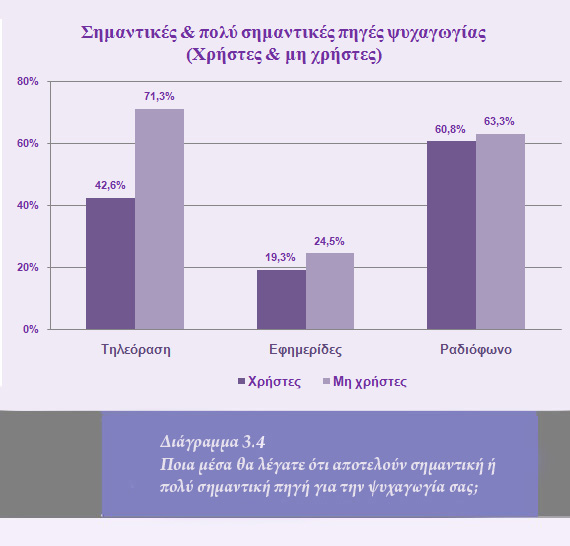 Σημαντικές & πολύ σημαντικές πηγές ψυχαγωγίας
(Χρήστες & μη χρήστες)
80%
60%
40%
20%
0%
42,6%
71,3%
19,3%
24,5%
60,8%
63,3%
Τηλεόραση
Εφημερίδες
Ραδιόφωνο
Χρήστες
Μη χρήστες
Διάγραμμα 3.4
Ποια μέσα θα λέγατε ότι αποτελούν σημαντική ή
πολύ σημαντική πηγή για την ψυχαγωγία σας;